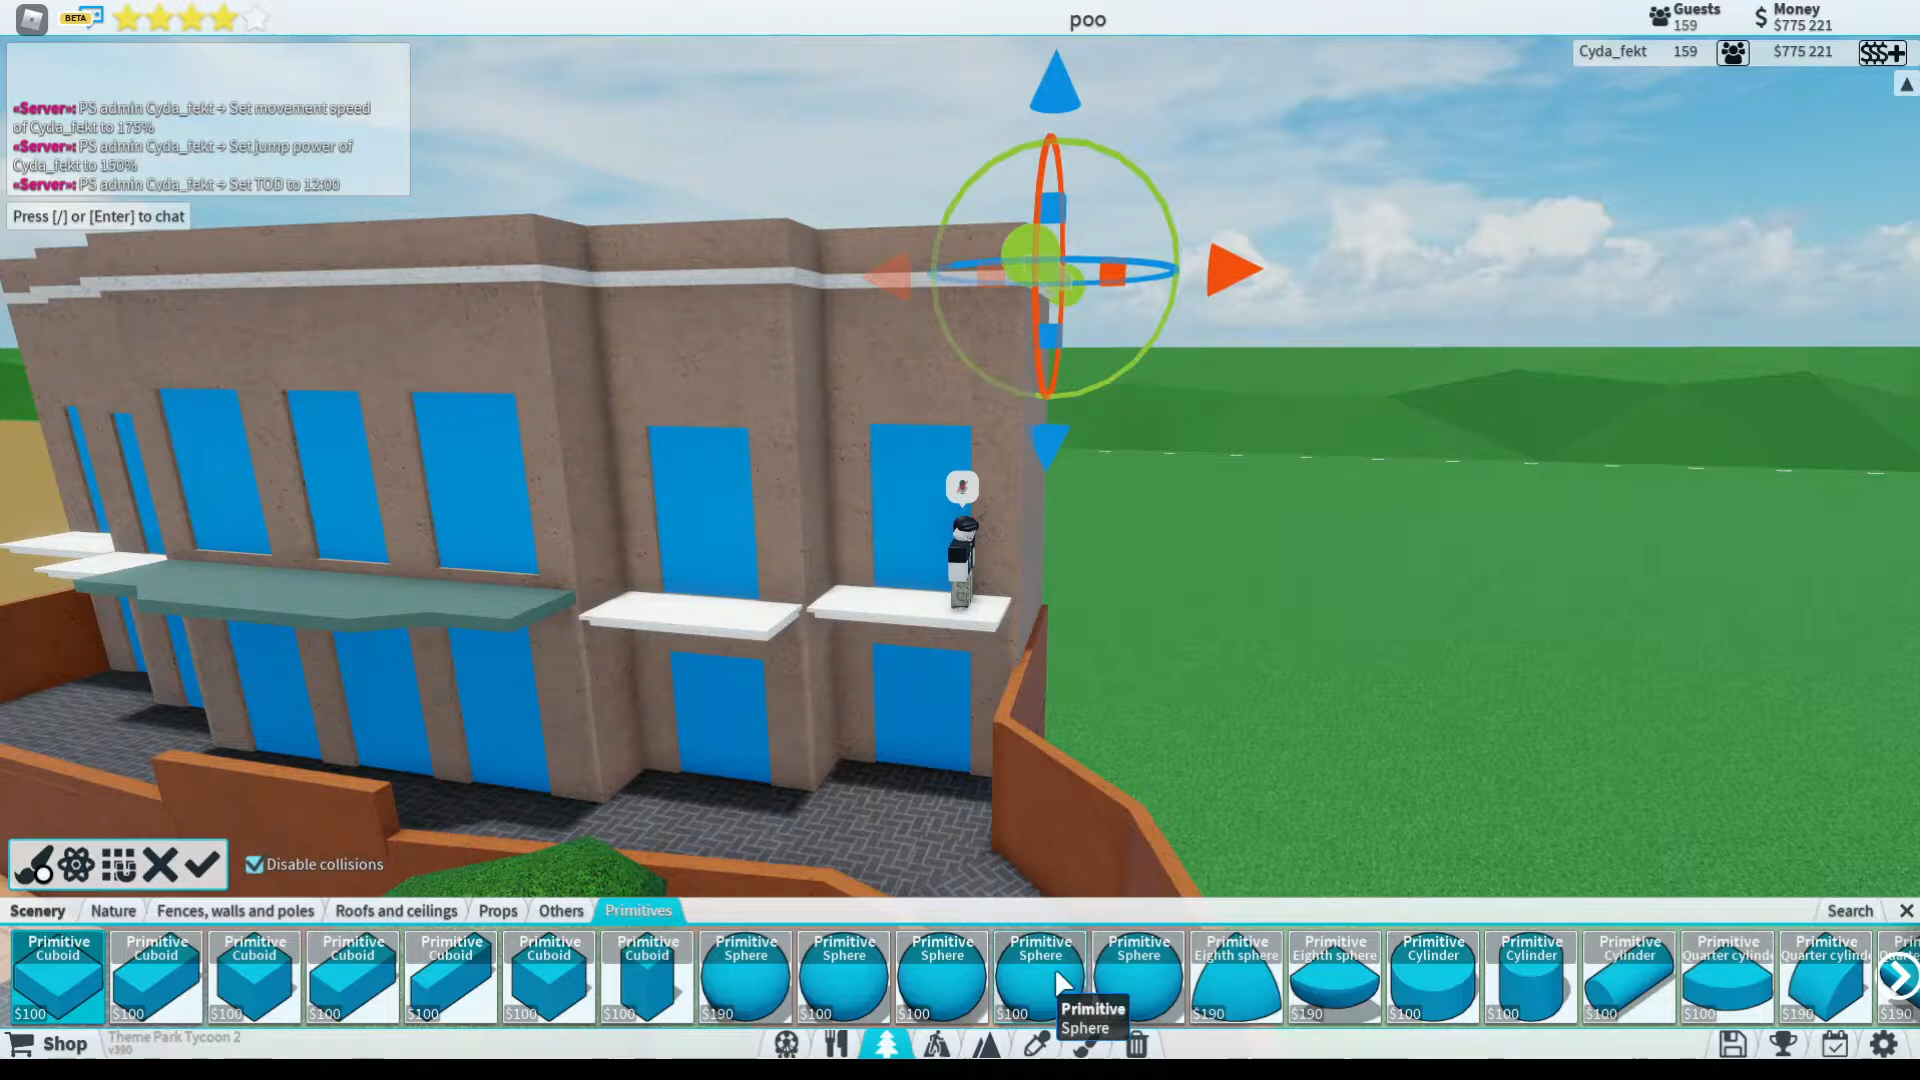 BETA
poo
Guests
159
$
Money
$775 221
Cyda_fekt
159
$775 221
$$$+
«Server»: PS admin Cyda_fekt → Set movement speed
of Cyda_fekt to 175%
«Server»: PS admin Cyda_fekt → Set jump power of
Cyda_fekt to 150%
«Server»: PS admin Cyda_fekt → Set TOD to 12:00
Press [/] or [Enter] to chat
Disable collisions
Scenery
Nature
Fences, walls and poles
Roofs and ceilings
Props
Others
Primitives
Search
Primitive
Cuboid
$100
Primitive
Cuboid
$100
Primitive
Cuboid
$100
Primitive
Cuboid
$100
Primitive
Cuboid
$100
Primitive
Cuboid
$100
Primitive
Cuboid
$100
Primitive
Sphere
$190
Primitive
Sphere
$100
Primitive
Sphere
$100
Primitive
Sphere
$100
Primitive
Sphere
Primitive
Eighth sphere
$190
Primitive
Eighth sphere
$190
Primitive
Cylinder
$100
Primitive
Cylinder
$100
Primitive
Cylinder
$100
Primitive
Quarter cylind
$100
Primitive
Quarter cylind
$190
Primitive
Sphere
Shop
Theme Park Tycoon 2
v390